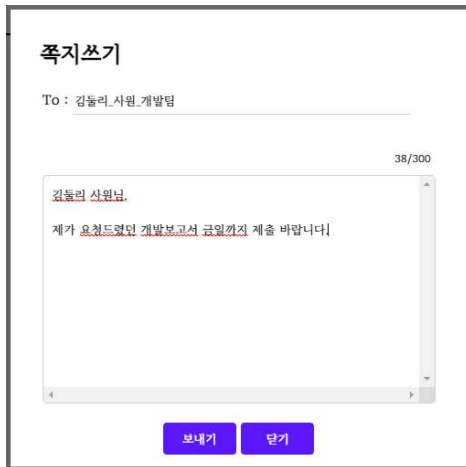 쪽지쓰기
To : 김둘리_사원_개발팀
38/300
김둘리 사원님,
제가 요청드렸던 개발보고서 금일까지 제출 바랍니다.
보내기 닫기